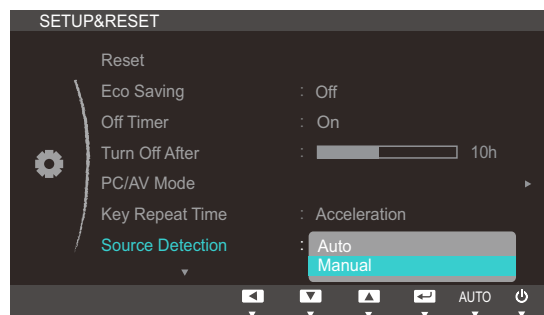 SETUP&RESET
Reset
Eco Saving : Off
Off Timer : On
Turn Off After : 10h
PC/AV Mode
Key Repeat Time : Acceleration
Source Detection : Auto
Manual
AUTO